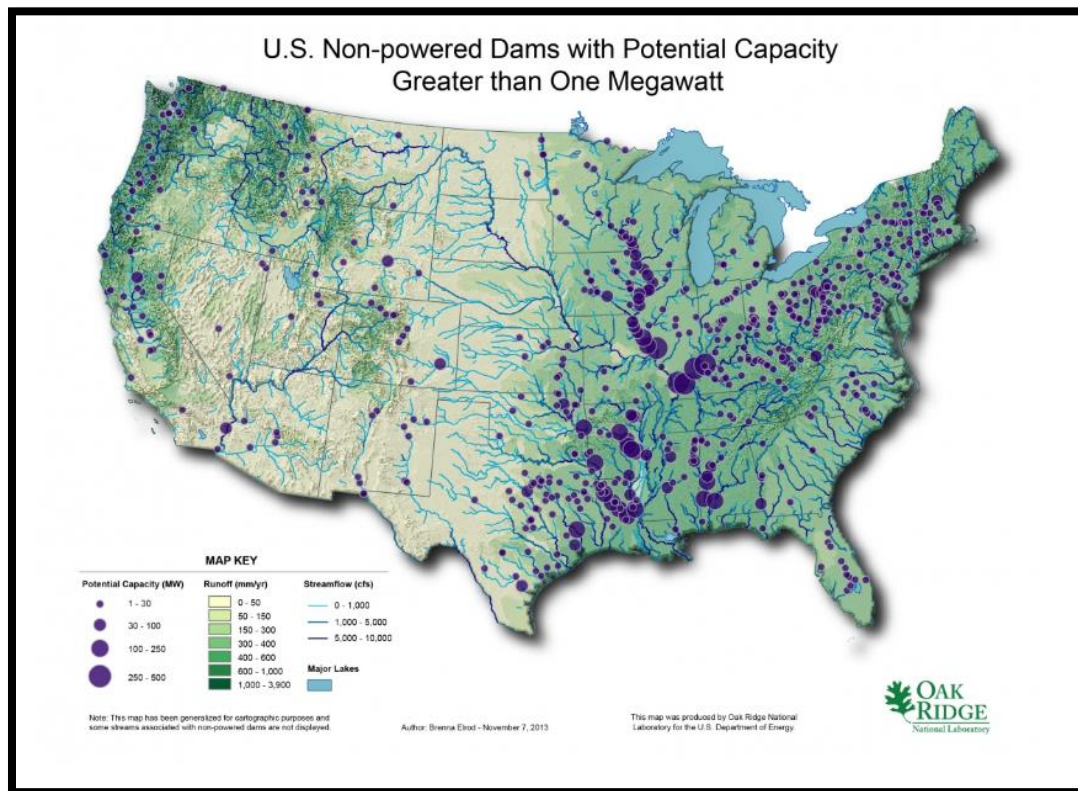 U.S. Non-powered Dams with Potential Capacity
Greater than One Megawatt
MAP KEY
Potential Capacity (MW)
1 - 30
30 - 100
100 - 250
250 - 500
Runoff (mm/yr)
0 - 50
50 - 150
150 - 300
300 - 400
400 - 600
600 - 1,000
1,000 - 3,900
Streamflow (cfs)
0 - 1,000
1,000 - 5,000
5,000 - 10,000
Major Lakes
Note: This map has been generalized for cartographic purposes and
some streams associated with non-powered dams are not displayed.
Author: Brenna Elrod - November 7, 2013
This map was produced by Oak Ridge National
Laboratory for the U.S. Department of Energy.
OAK
RIDGE
National Laboratory